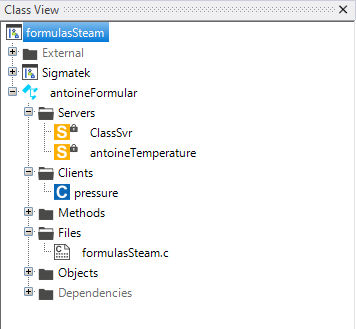 Class View
formulasSteam
External
Sigmatek
antoineFormular
Servers
S ClassSvr
S antoineTemperature
Clients
C pressure
Methods
Files
formulasSteam.c
Objects
Dependencies